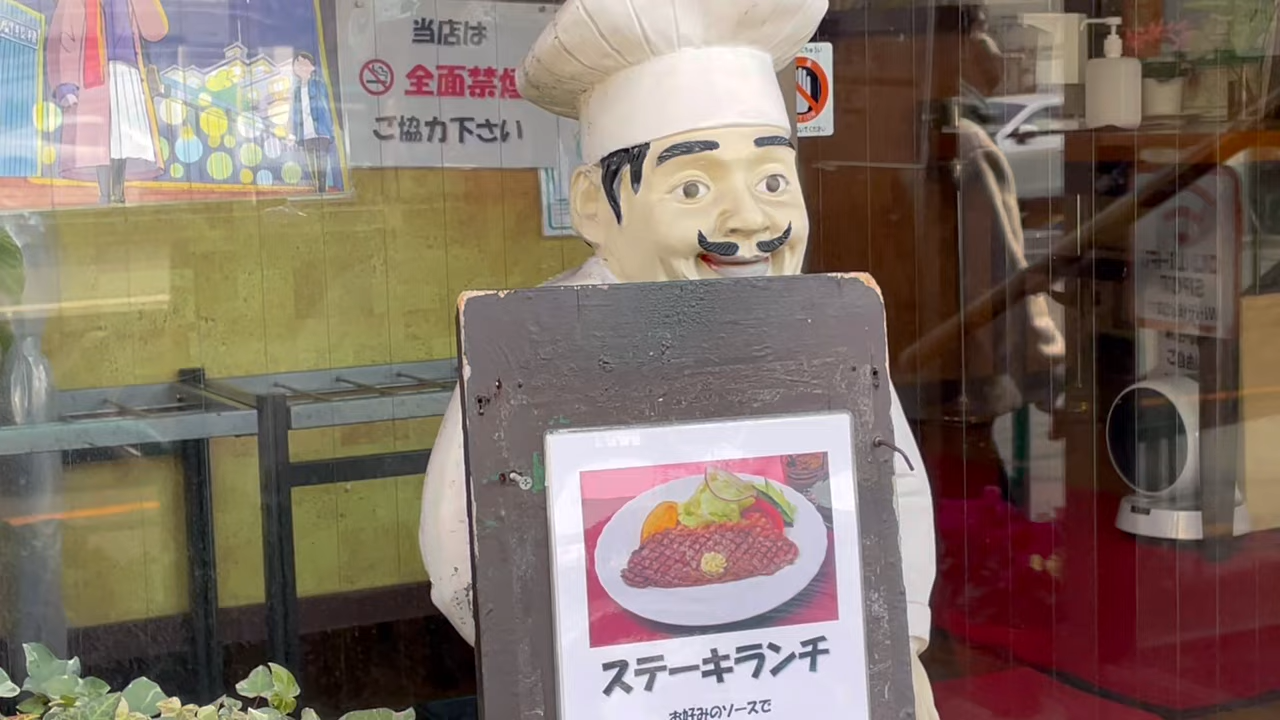 当店は
全面禁煙
ご協力下さい
ステーキランチ
お好みのソースで